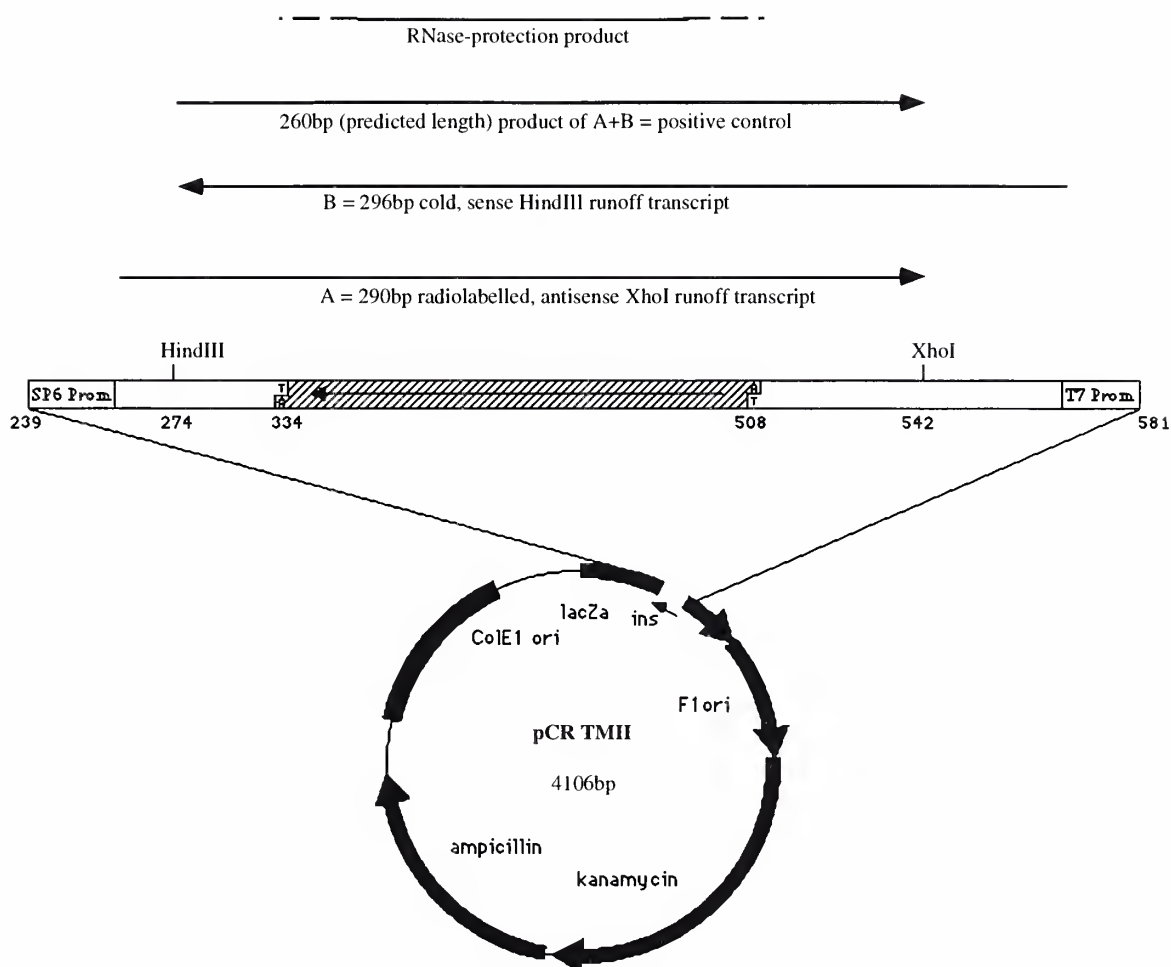 RNase-protection product
260bp (predicted length) product of A+B = positive control
B = 296bp cold, sense HindIII runoff transcript
A = 290bp radiolabelled, antisense XhoI runoff transcript
HindIII XhoI
SP6 Prom T A A T T7 Prom
239 274 334 508 542 581
lacZa ins
ColE1 ori
F1ori
pCR TMII
4106bp
ampicillin
kanamycin